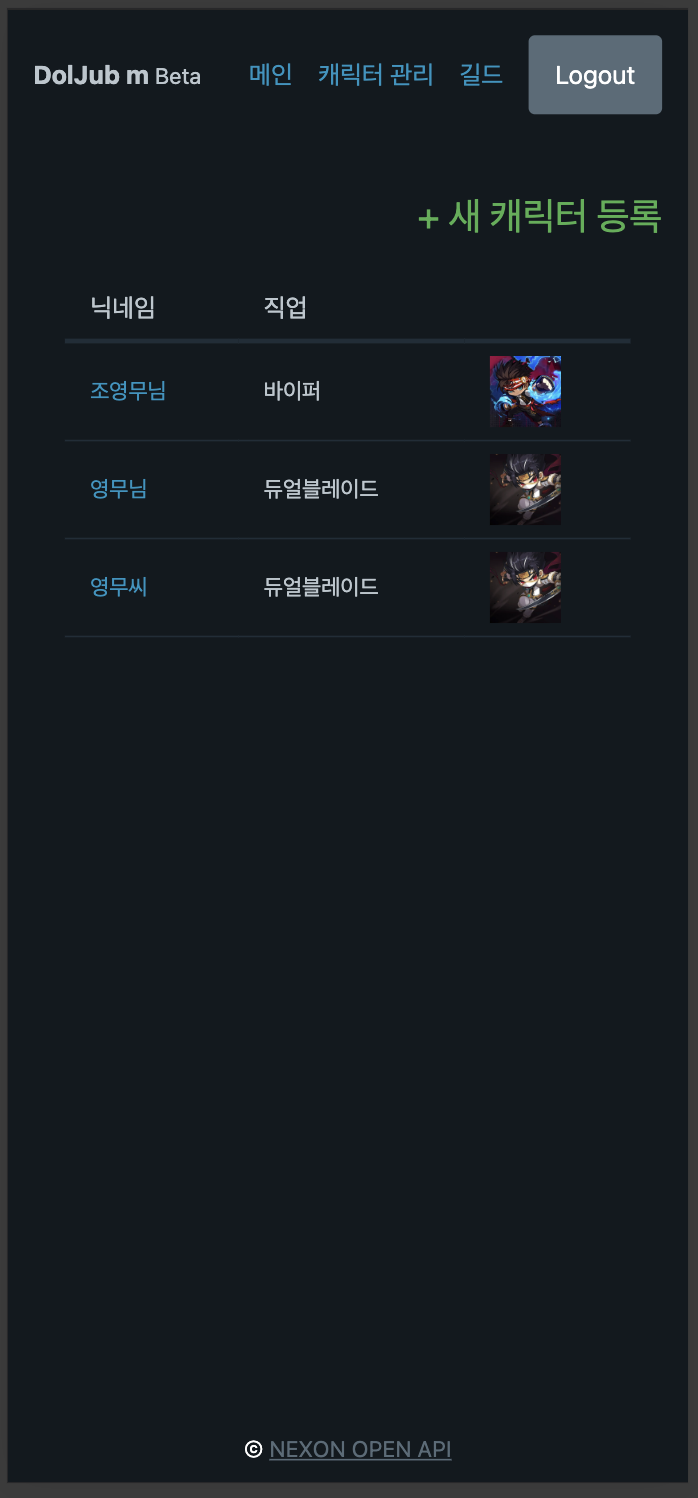 DolJub m Beta 메인 캐릭터 관리 길드 Logout
+ 새 캐릭터 등록
닉네임 직업
조영무님 바이퍼
영무님 듀얼블레이드
영무씨 듀얼블레이드
© NEXON OPEN API